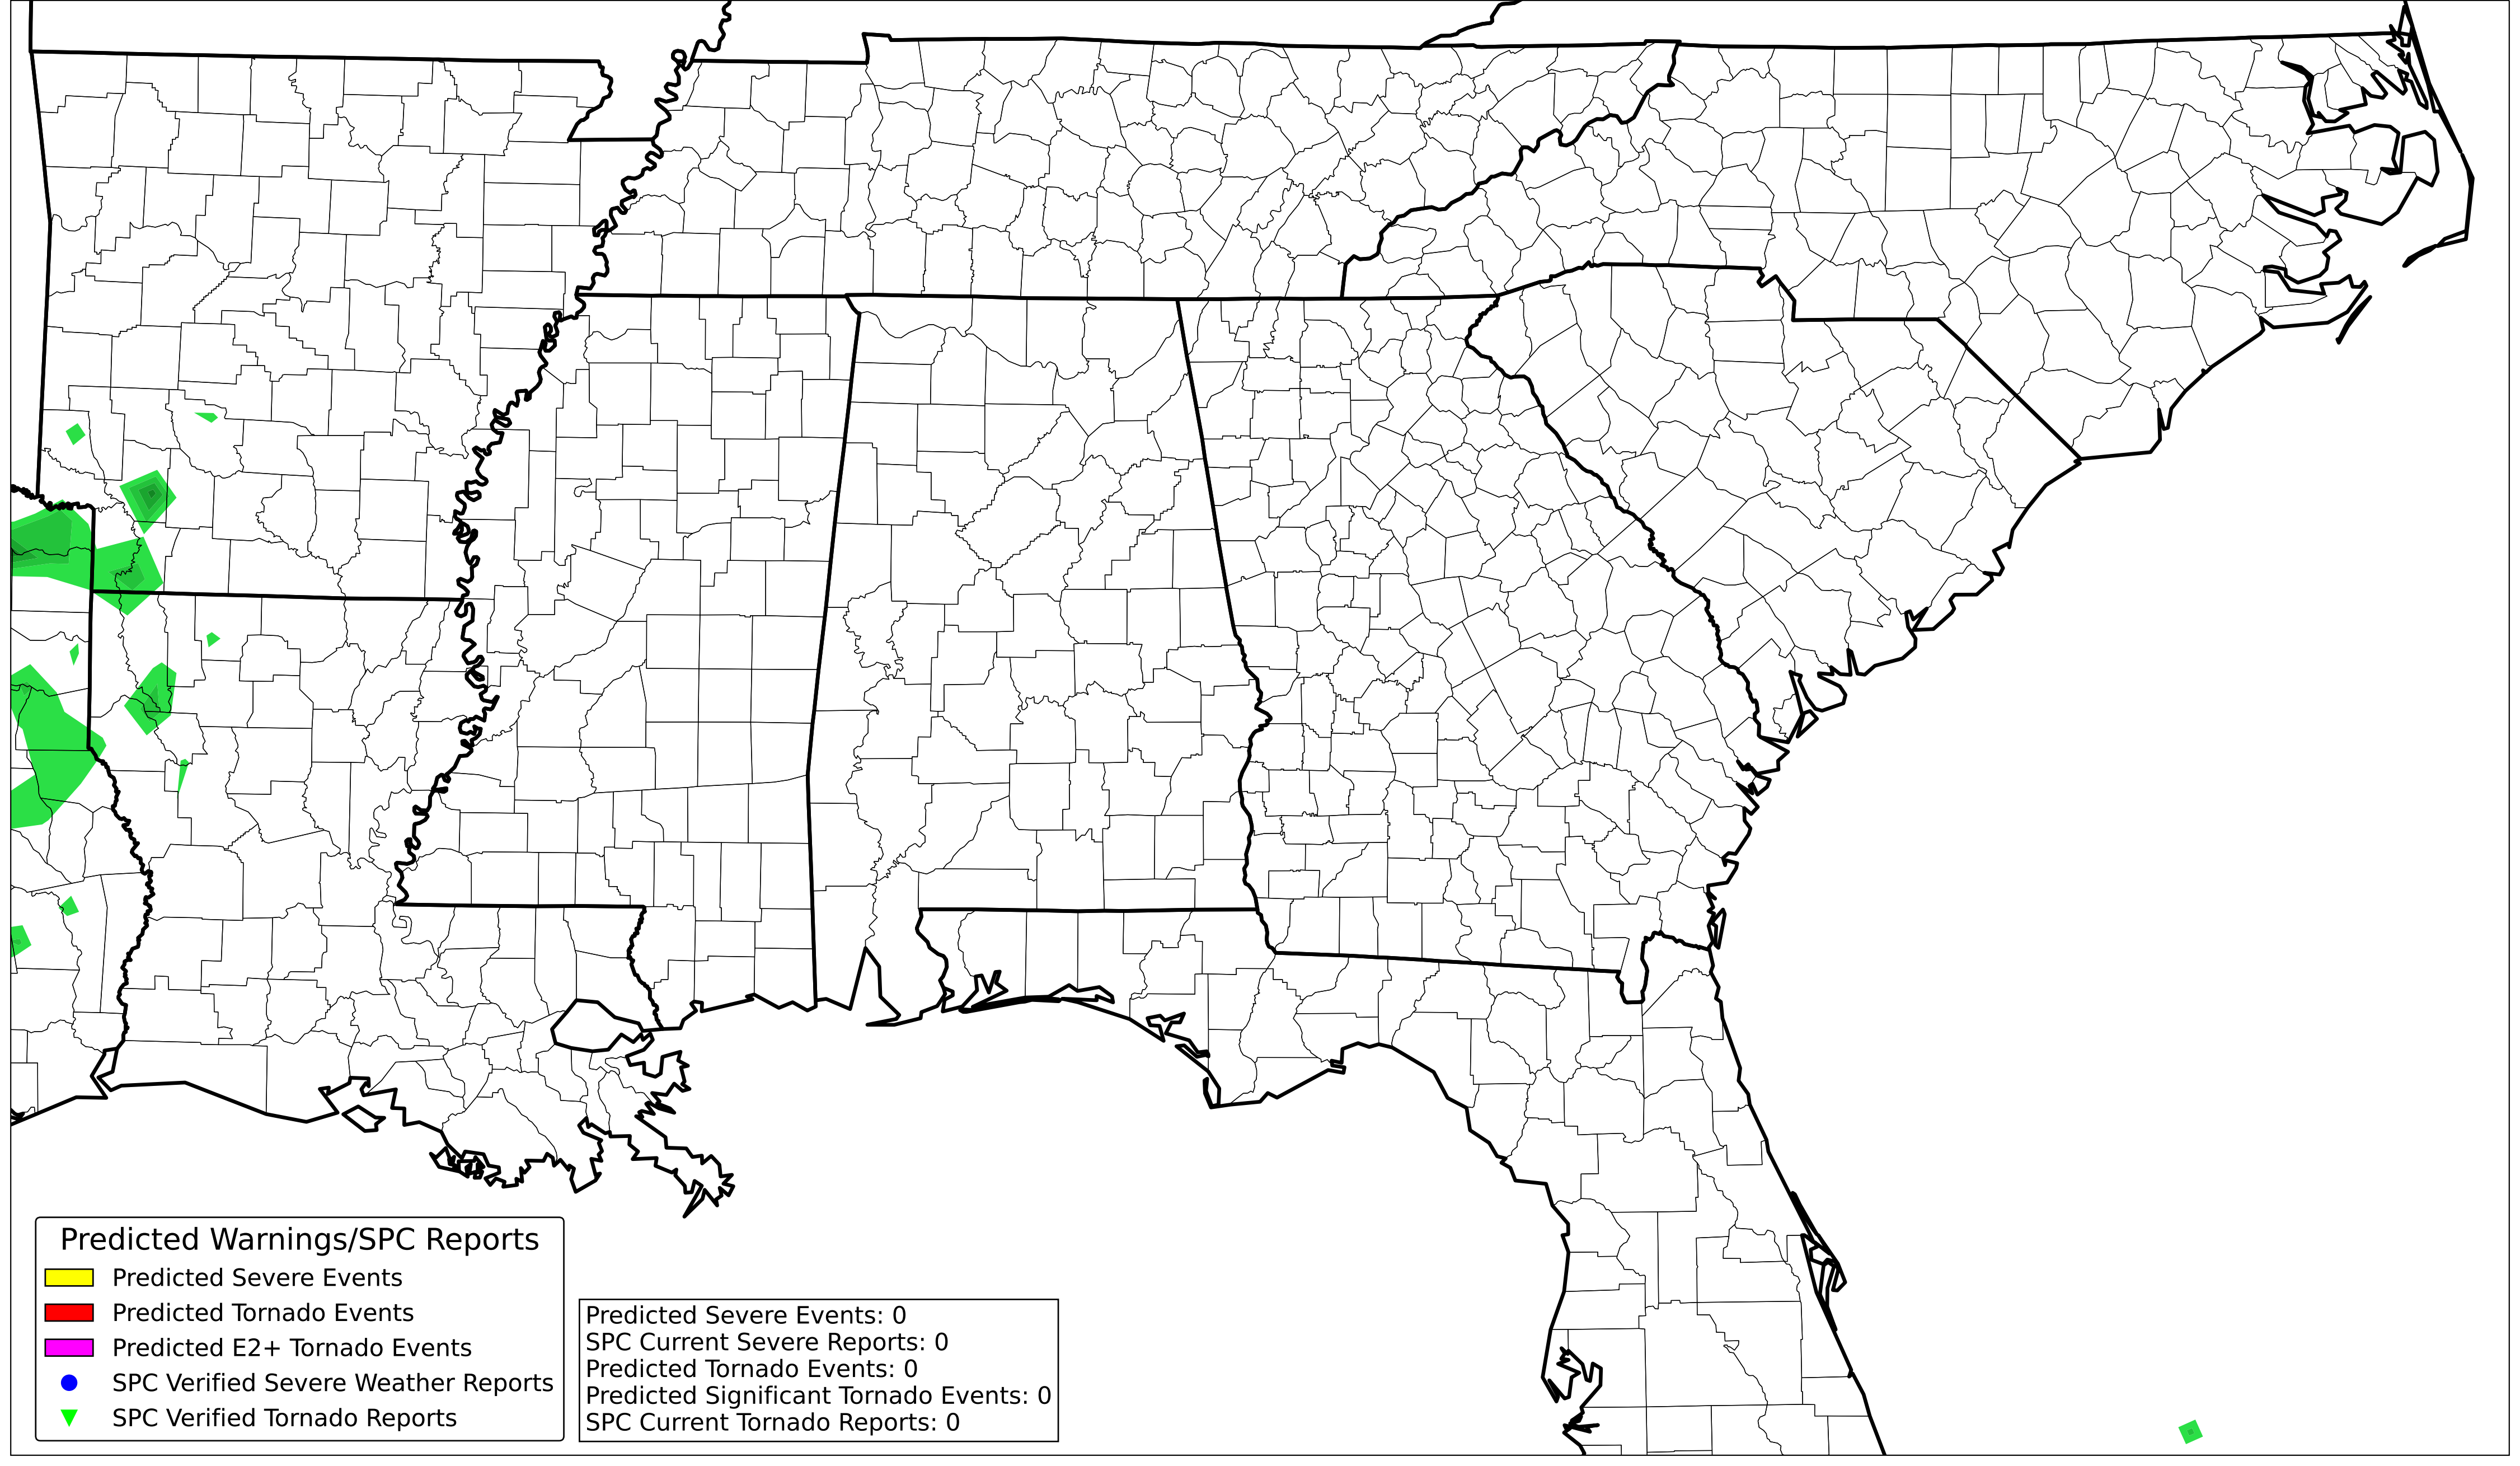 Predicted Warnings/SPC Reports
Predicted Severe Events
Predicted Tornado Events
Predicted E2+ Tornado Events
SPC Verified Severe Weather Reports
SPC Verified Tornado Reports
Predicted Severe Events: 0
SPC Current Severe Reports: 0
Predicted Tornado Events: 0
Predicted Significant Tornado Events: 0
SPC Current Tornado Reports: 0